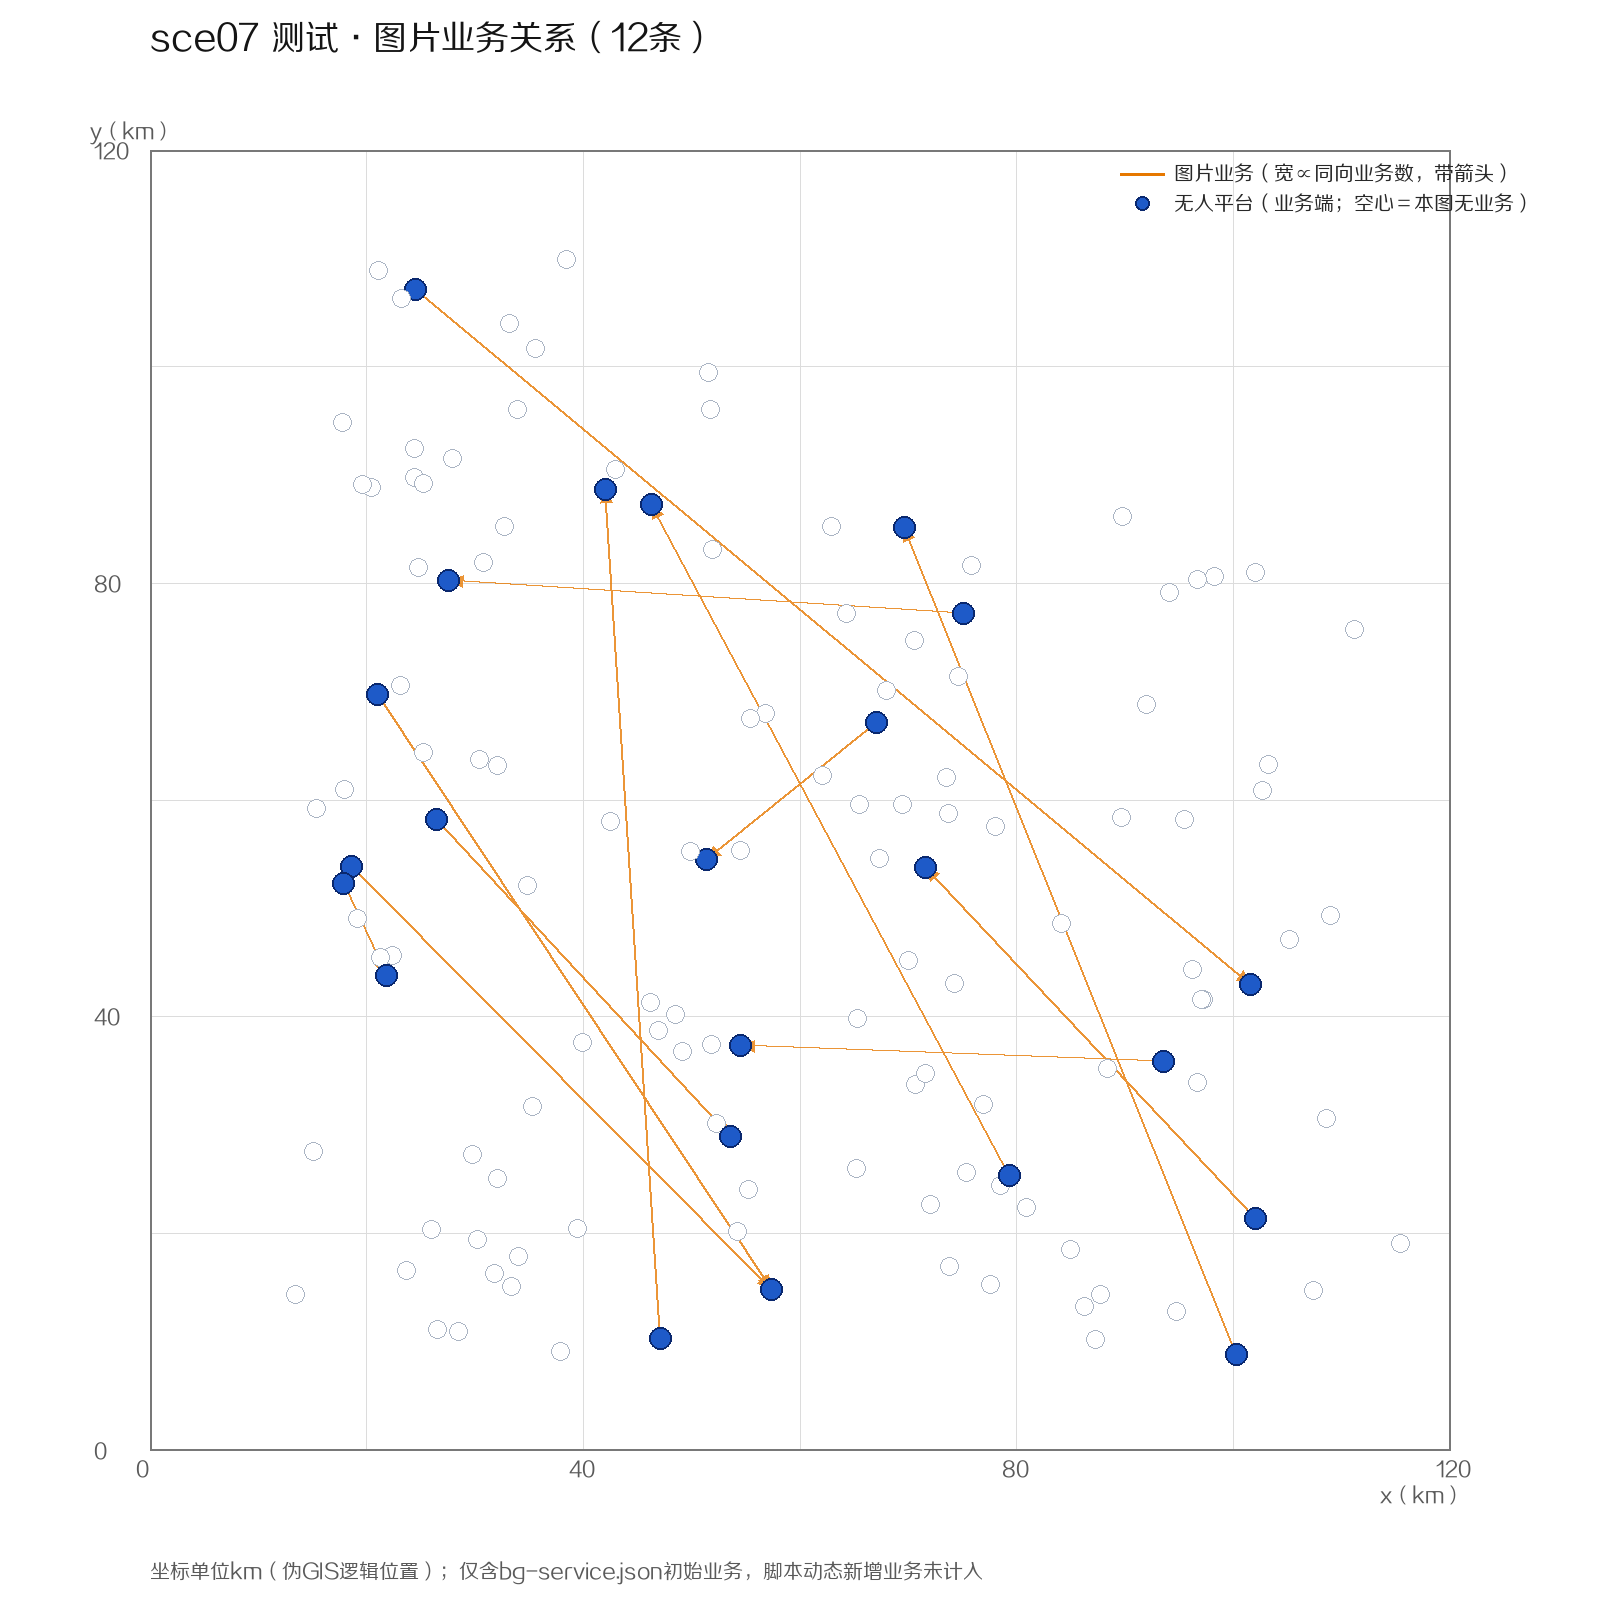 sce07 测试·图片业务关系（12条）
y（km）
120
图片业务（宽∝同向业务数，带箭头）
无人平台（业务端；空心＝本图无业务）
80
40
0
0 40 80 120
x（km）
坐标单位km（伪GIS逻辑位置）；仅含bg-service.json初始业务，脚本动态新增业务未计入